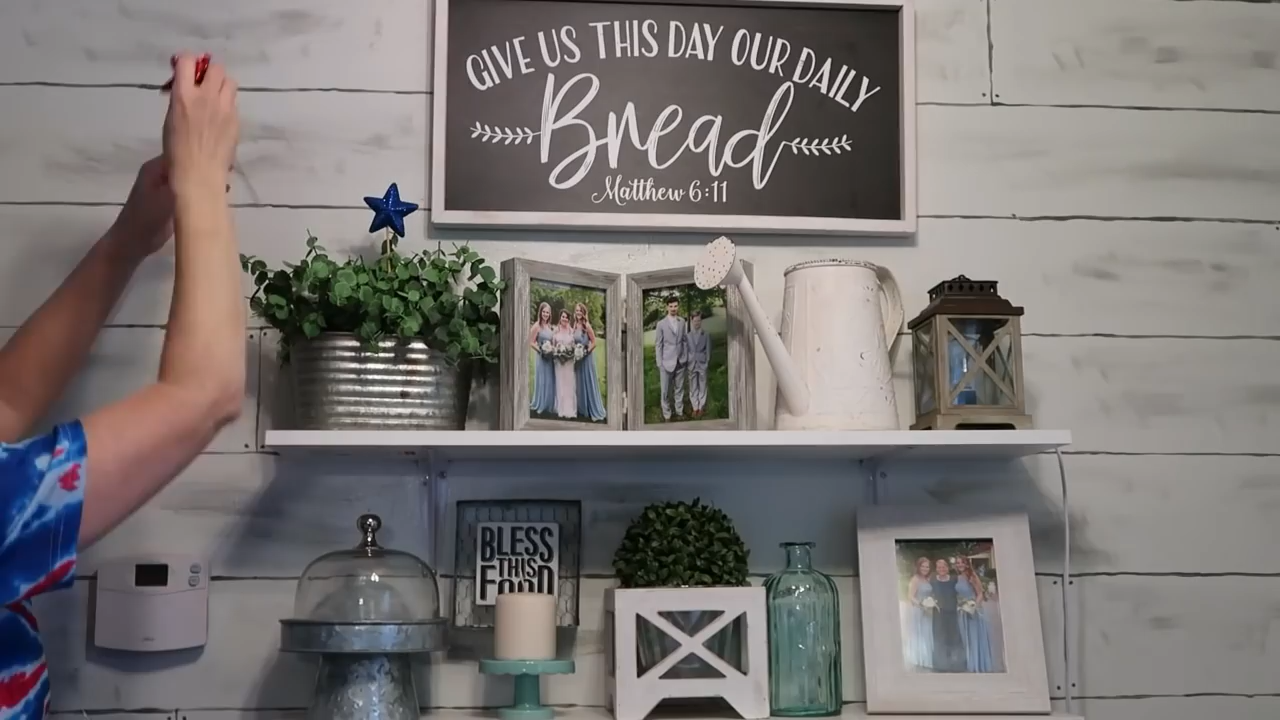 GIVE US THIS DAY OUR DAILY
Bread
Matthew 6:11
BLESS
THIS
FOOD